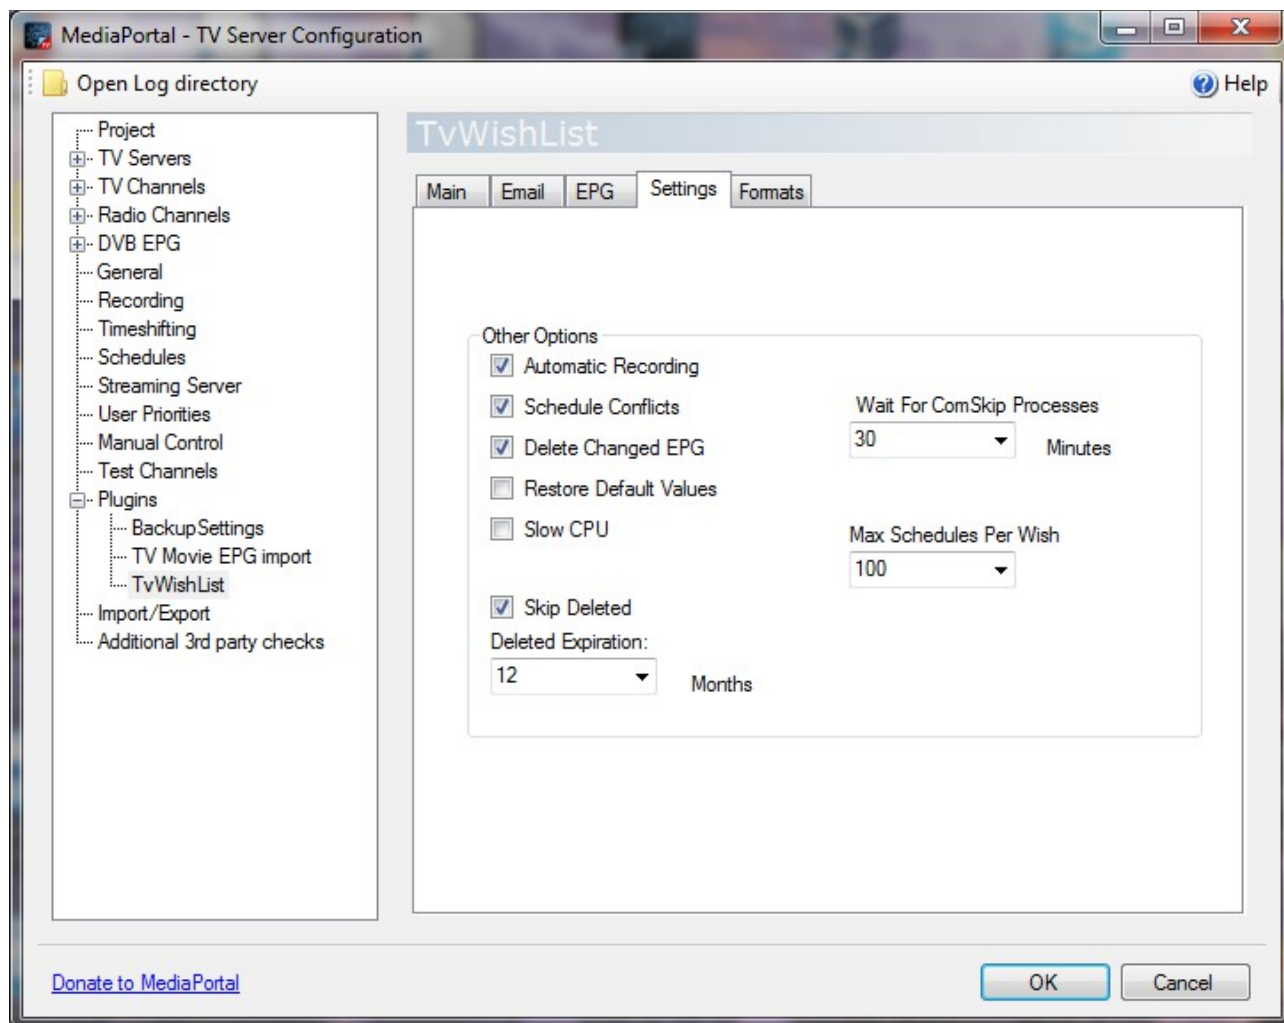 MediaPortal - TV Server Configuration
Open Log directory
Help
Project
TV Servers
TV Channels
Radio Channels
DVB EPG
General
Recording
Timeshifting
Schedules
Streaming Server
User Priorities
Manual Control
Test Channels
Plugins
BackupSettings
TV Movie EPG import
TvWishList
Import/Export
Additional 3rd party checks
TvWishList
Main Email EPG Settings Formats
Other Options
Automatic Recording
Schedule Conflicts
Delete Changed EPG
Restore Default Values
Slow CPU
Skip Deleted
Deleted Expiration:
12 Months
Wait For ComSkip Processes
30 Minutes
Max Schedules Per Wish
100
Donate to MediaPortal
OK Cancel